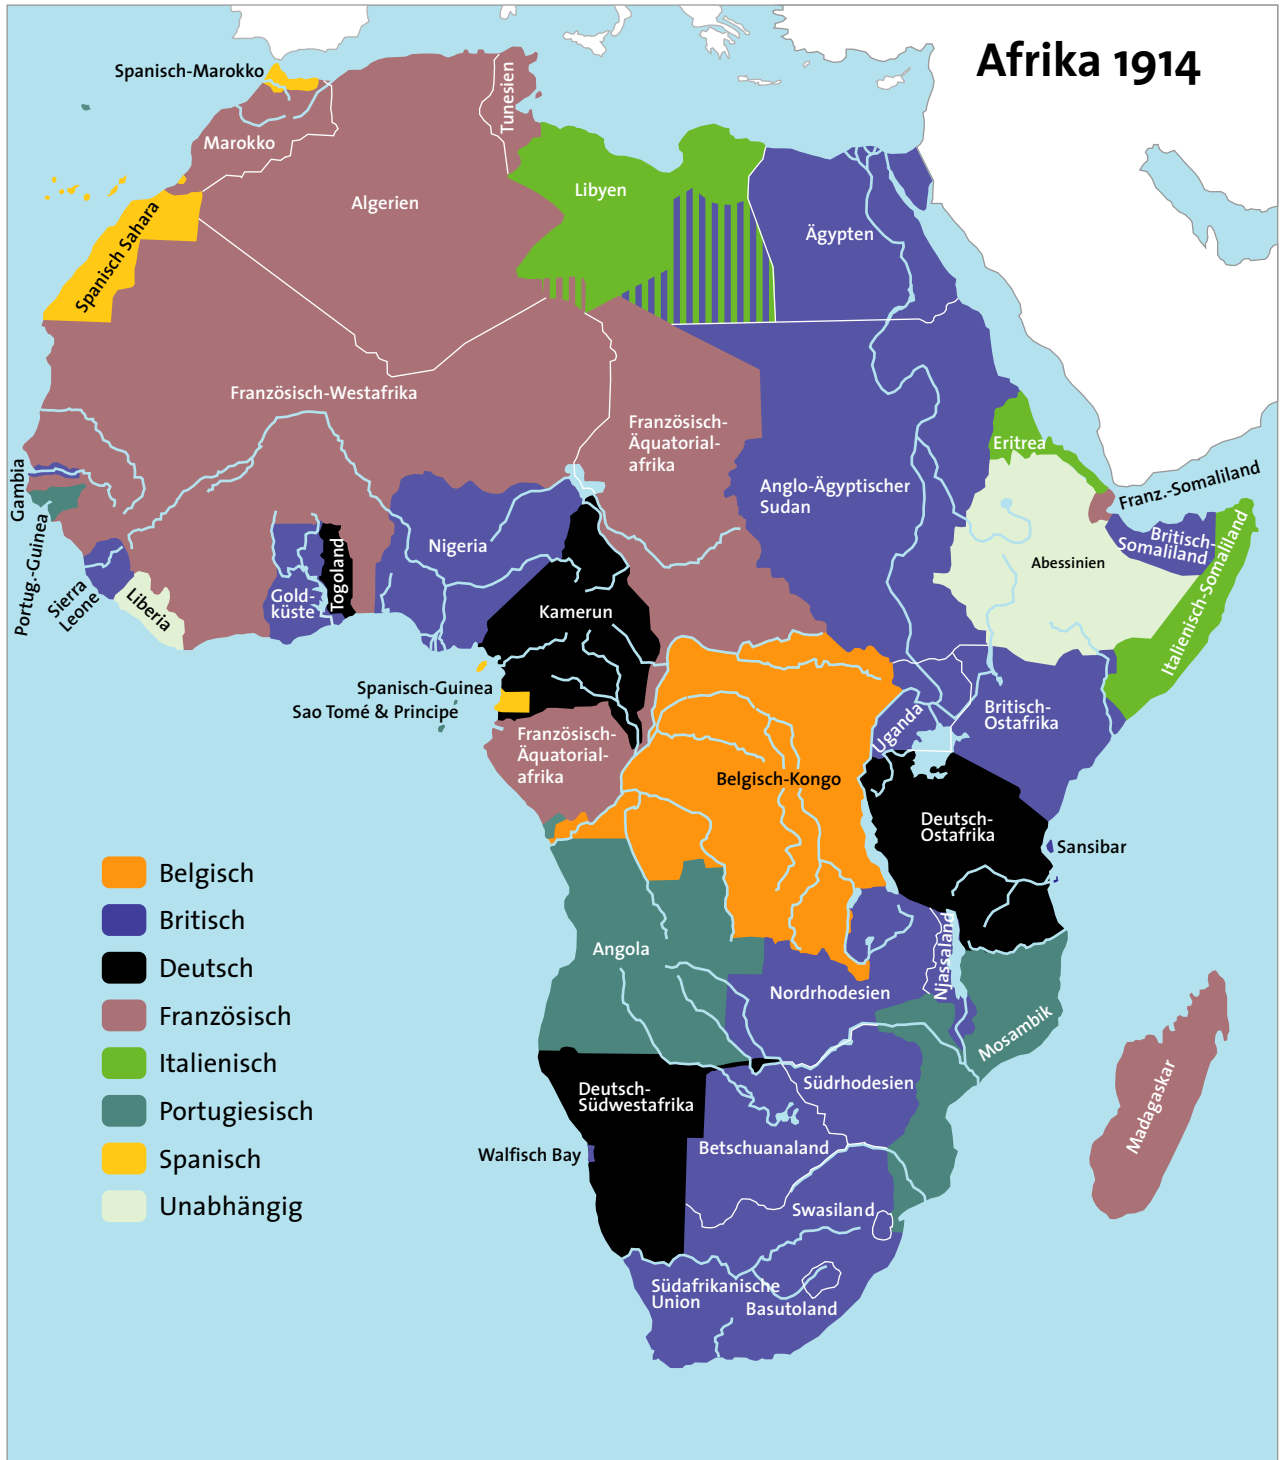 Afrika 1914
Spanisch-Marokko
Tunesien
Marokko
Libyen
Algerien
Ägypten
Spanisch Sahara
Französisch-Westafrika
Französisch-
Äquatorial-
afrika
Eritrea
Gambia
Franz.-Somaliland
Anglo-Ägyptischer
Sudan
Portug.-Guinea
Britisch-
Somaliland
Nigeria
Abessinien
Italienisch-Somaliland
Togoland
Sierra
Leone
Liberia
Gold-
küste
Kamerun
Spanisch-Guinea
Sao Tomé & Principe
Britisch-
Ostafrika
Uganda
Französisch-
Äquatorial-
afrika
Belgisch-Kongo
Deutsch-
Ostafrika
Sansibar
Belgisch
Britisch
Deutsch
Französisch
Italienisch
Portugiesisch
Spanisch
Unabhängig
Angola
Njassaland
Nordrhodesien
Mosambik
Madagaskar
Südrhodesien
Deutsch-
Südwestafrika
Walfisch Bay
Betschuanaland
Swasiland
Südafrikanische
Union
Basutoland